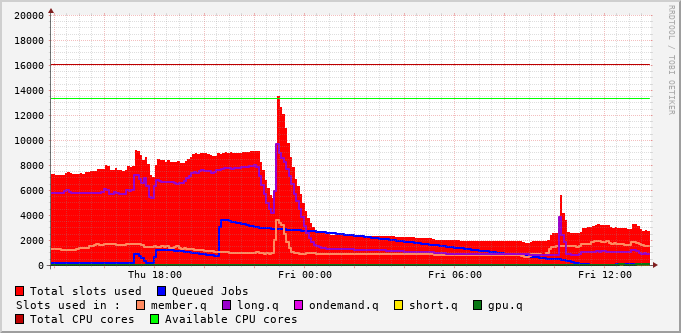 20000
18000
16000
14000
12000
10000
8000
6000
4000
2000
0
Thu 18:00 Fri 00:00 Fri 06:00 Fri 12:00
Total slots used Queued Jobs
Slots used in : member.q long.q ondemand.q short.q gpu.q
Total CPU cores Available CPU cores
RRDTOOL / TOBI OETIKER